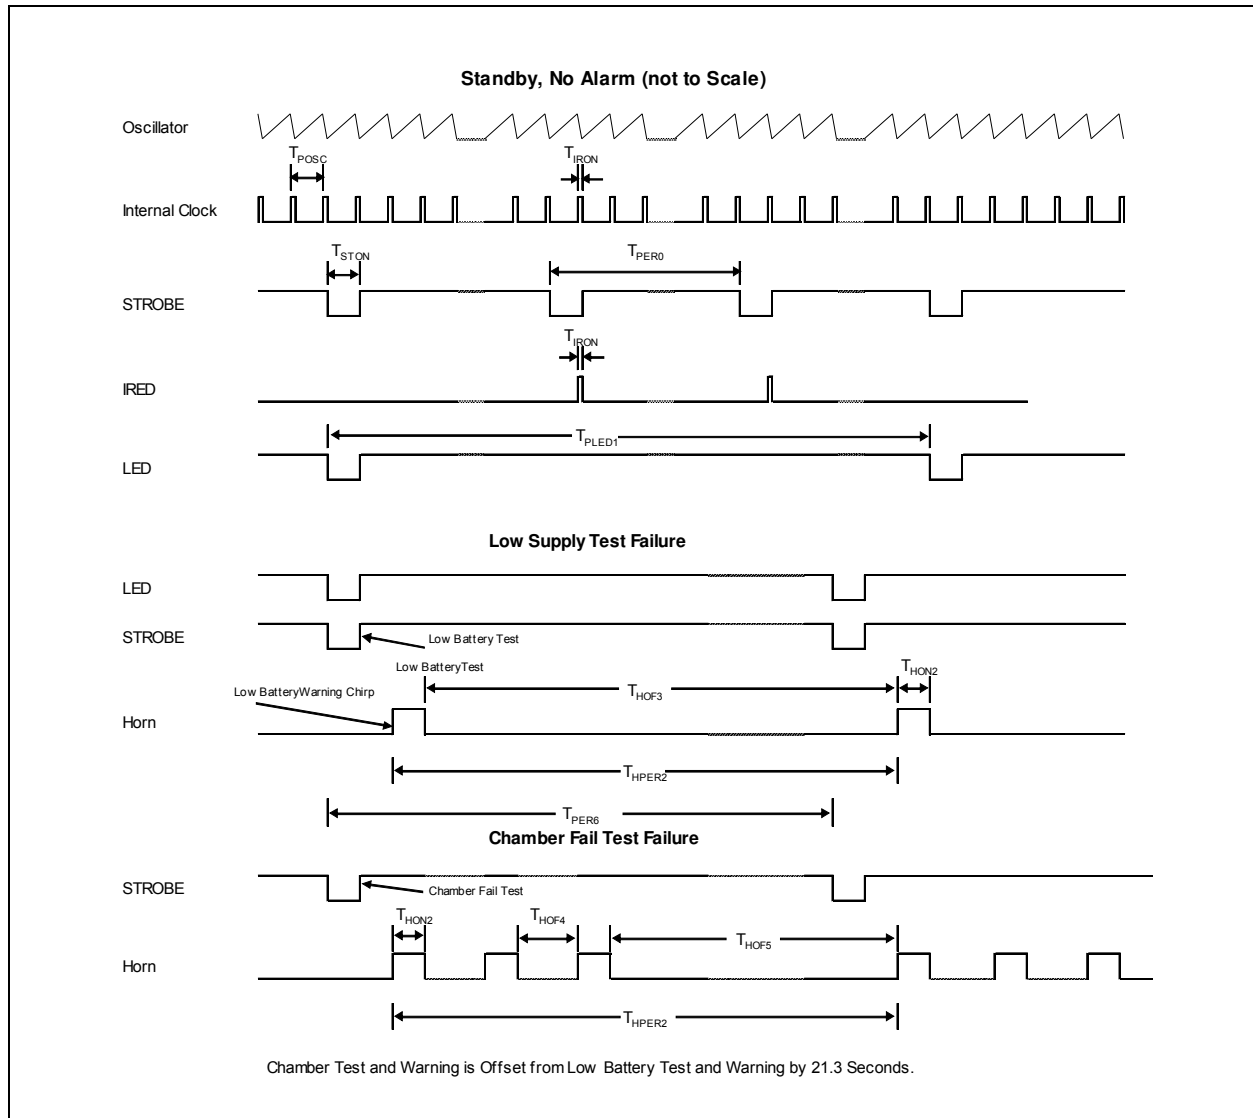 Standby, No Alarm (not to Scale)
Oscillator
TPOSC
TIRON
Internal Clock
TSTON
TPER0
STROBE
TIRON
IRED
TPLED1
LED
Low Supply Test Failure
LED
STROBE
Low Battery Test
Low BatteryTest
THON2
THOF3
Low BatteryWarning Chirp
Horn
THPER2
TPER6
Chamber Fail Test Failure
STROBE
Chamber Fail Test
THON2
THOF4
THOF5
Horn
THPER2
Chamber Test and Warning is Offset from Low Battery Test and Warning by 21.3 Seconds.